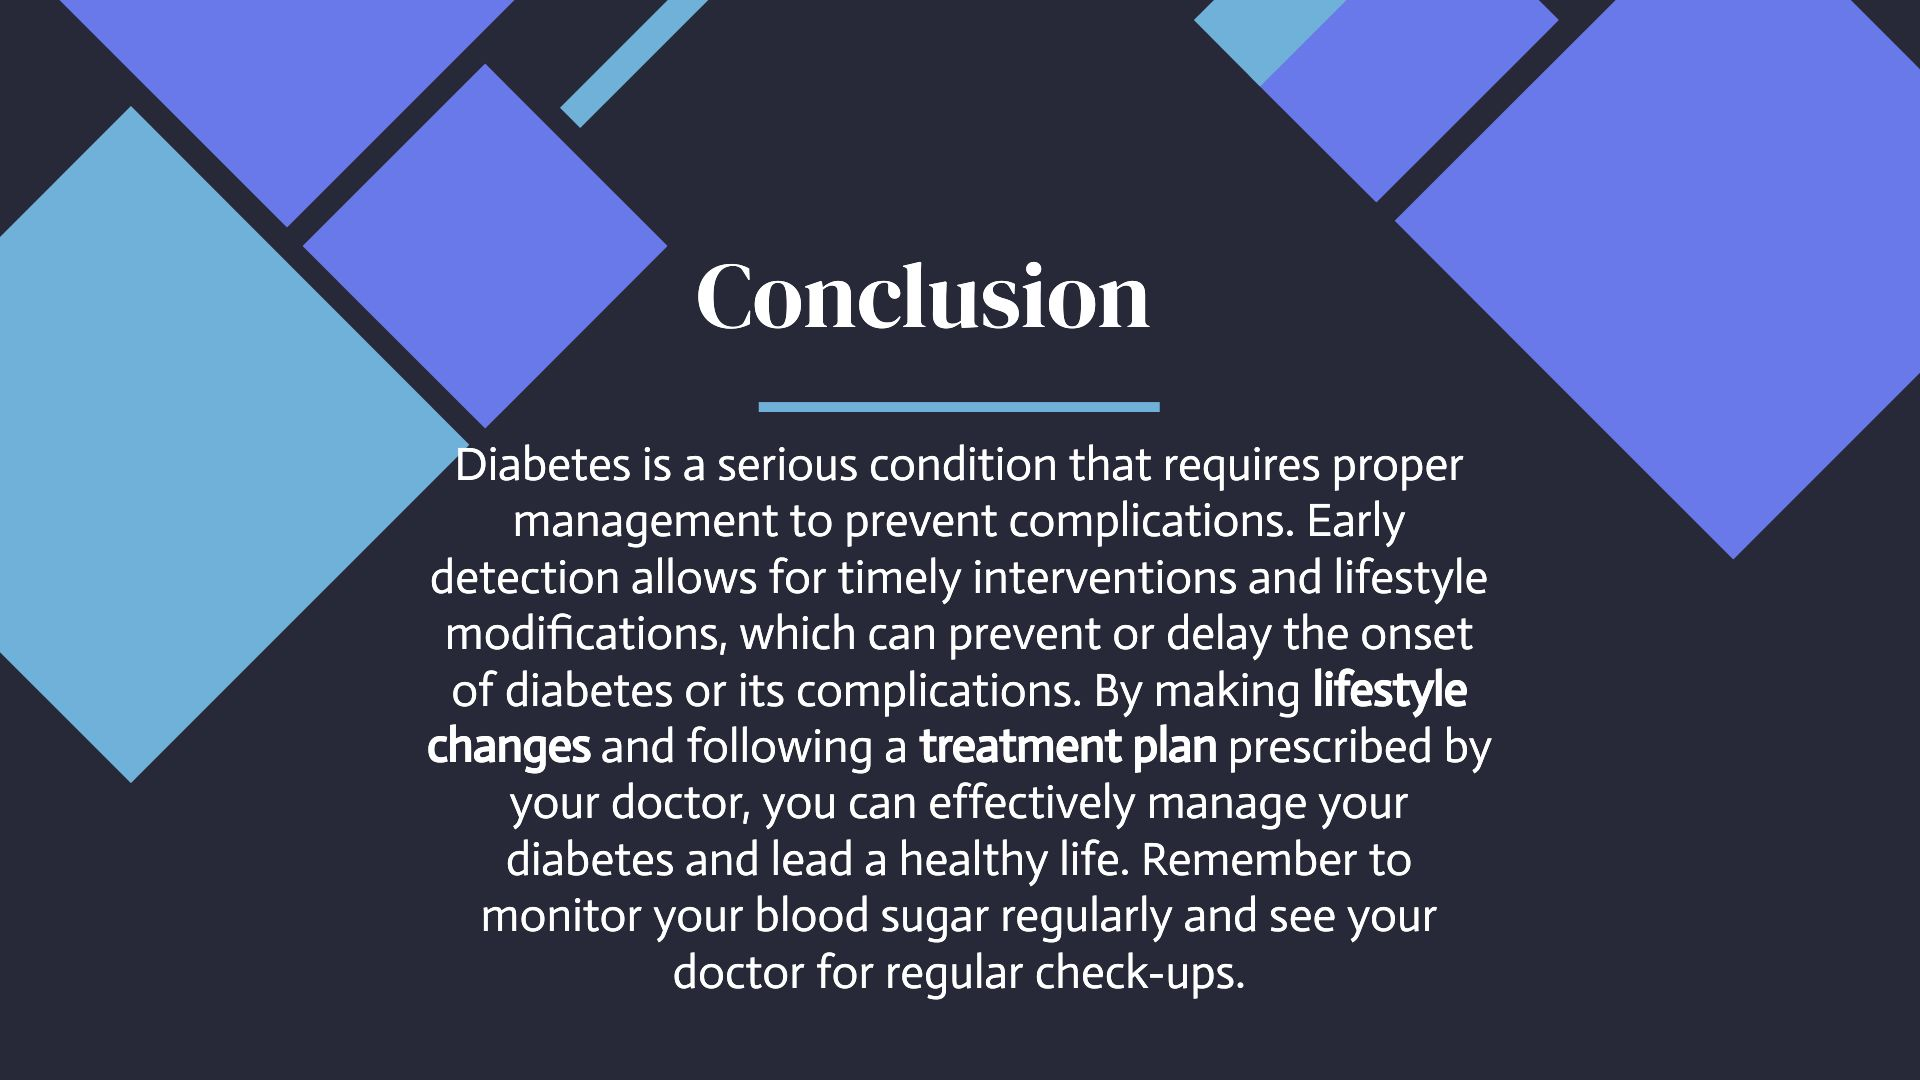 Conclusion
Diabetes is a serious condition that requires proper
management to prevent complications. Early
detection allows for timely interventions and lifestyle
modifications, which can prevent or delay the onset
of diabetes or its complications. By making lifestyle
changes and following a treatment plan prescribed by
your doctor, you can effectively manage your
diabetes and lead a healthy life. Remember to
monitor your blood sugar regularly and see your
doctor for regular check-ups.